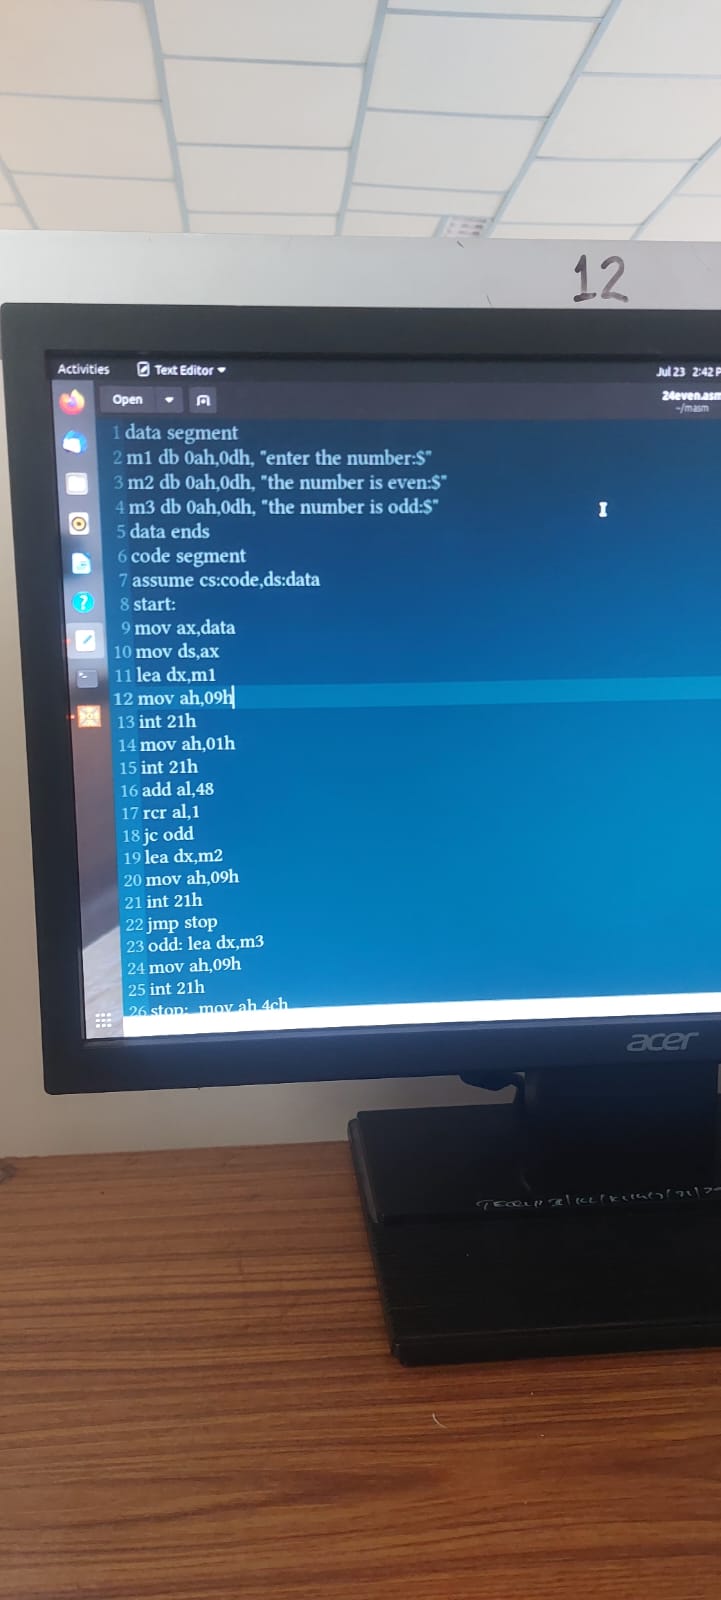 12
Activities Text Editor Jul 23 2:42 P
Open 24even.asm
~/masm
1 data segment
2 m1 db 0ah,0dh, "enter the number:$"
3 m2 db 0ah,0dh, "the number is even:$"
4 m3 db 0ah,0dh, "the number is odd:$"
5 data ends
6 code segment
7 assume cs:code,ds:data
8 start:
9 mov ax,data
10 mov ds,ax
11 lea dx,m1
12 mov ah,09h
13 int 21h
14 mov ah,01h
15 int 21h
16 add al,48
17 rcr al,1
18 jc odd
19 lea dx,m2
20 mov ah,09h
21 int 21h
22 jmp stop
23 odd: lea dx,m3
24 mov ah,09h
25 int 21h
26 stop: mov ah,4ch
acer